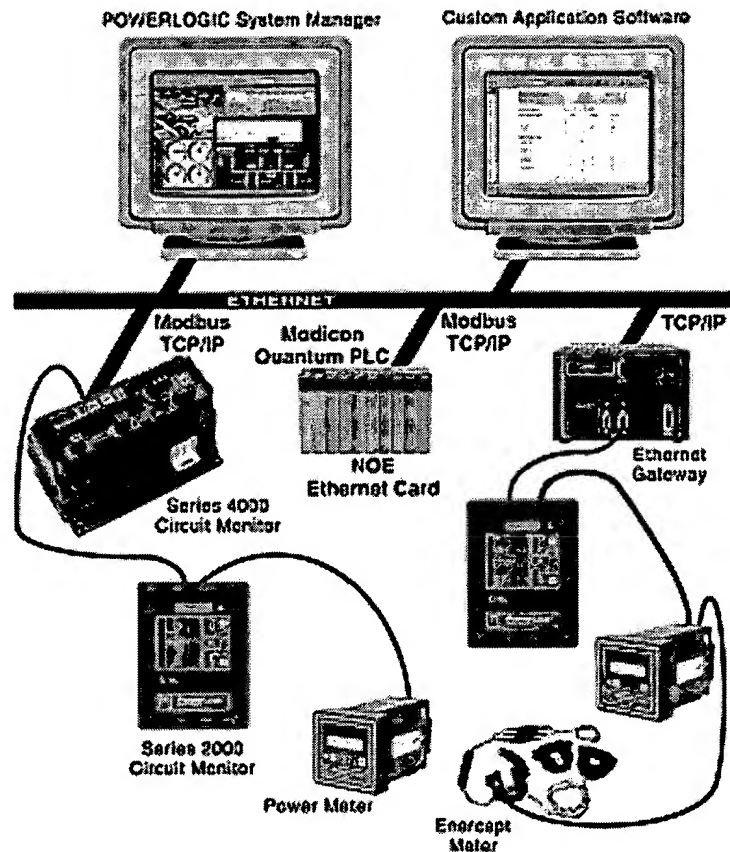 POWERLOGIC System Manager
Custom Application Software
ETHERNET
Modbus
TCP/IP
Modicon
Quantum PLC
Modbus
TCP/IP
TCP/IP
NOE
Ethernet Card
Ethernet
Gateway
Series 4000
Circuit Monitor
Series 2000
Circuit Monitor
Power Meter
Enercept
Meter